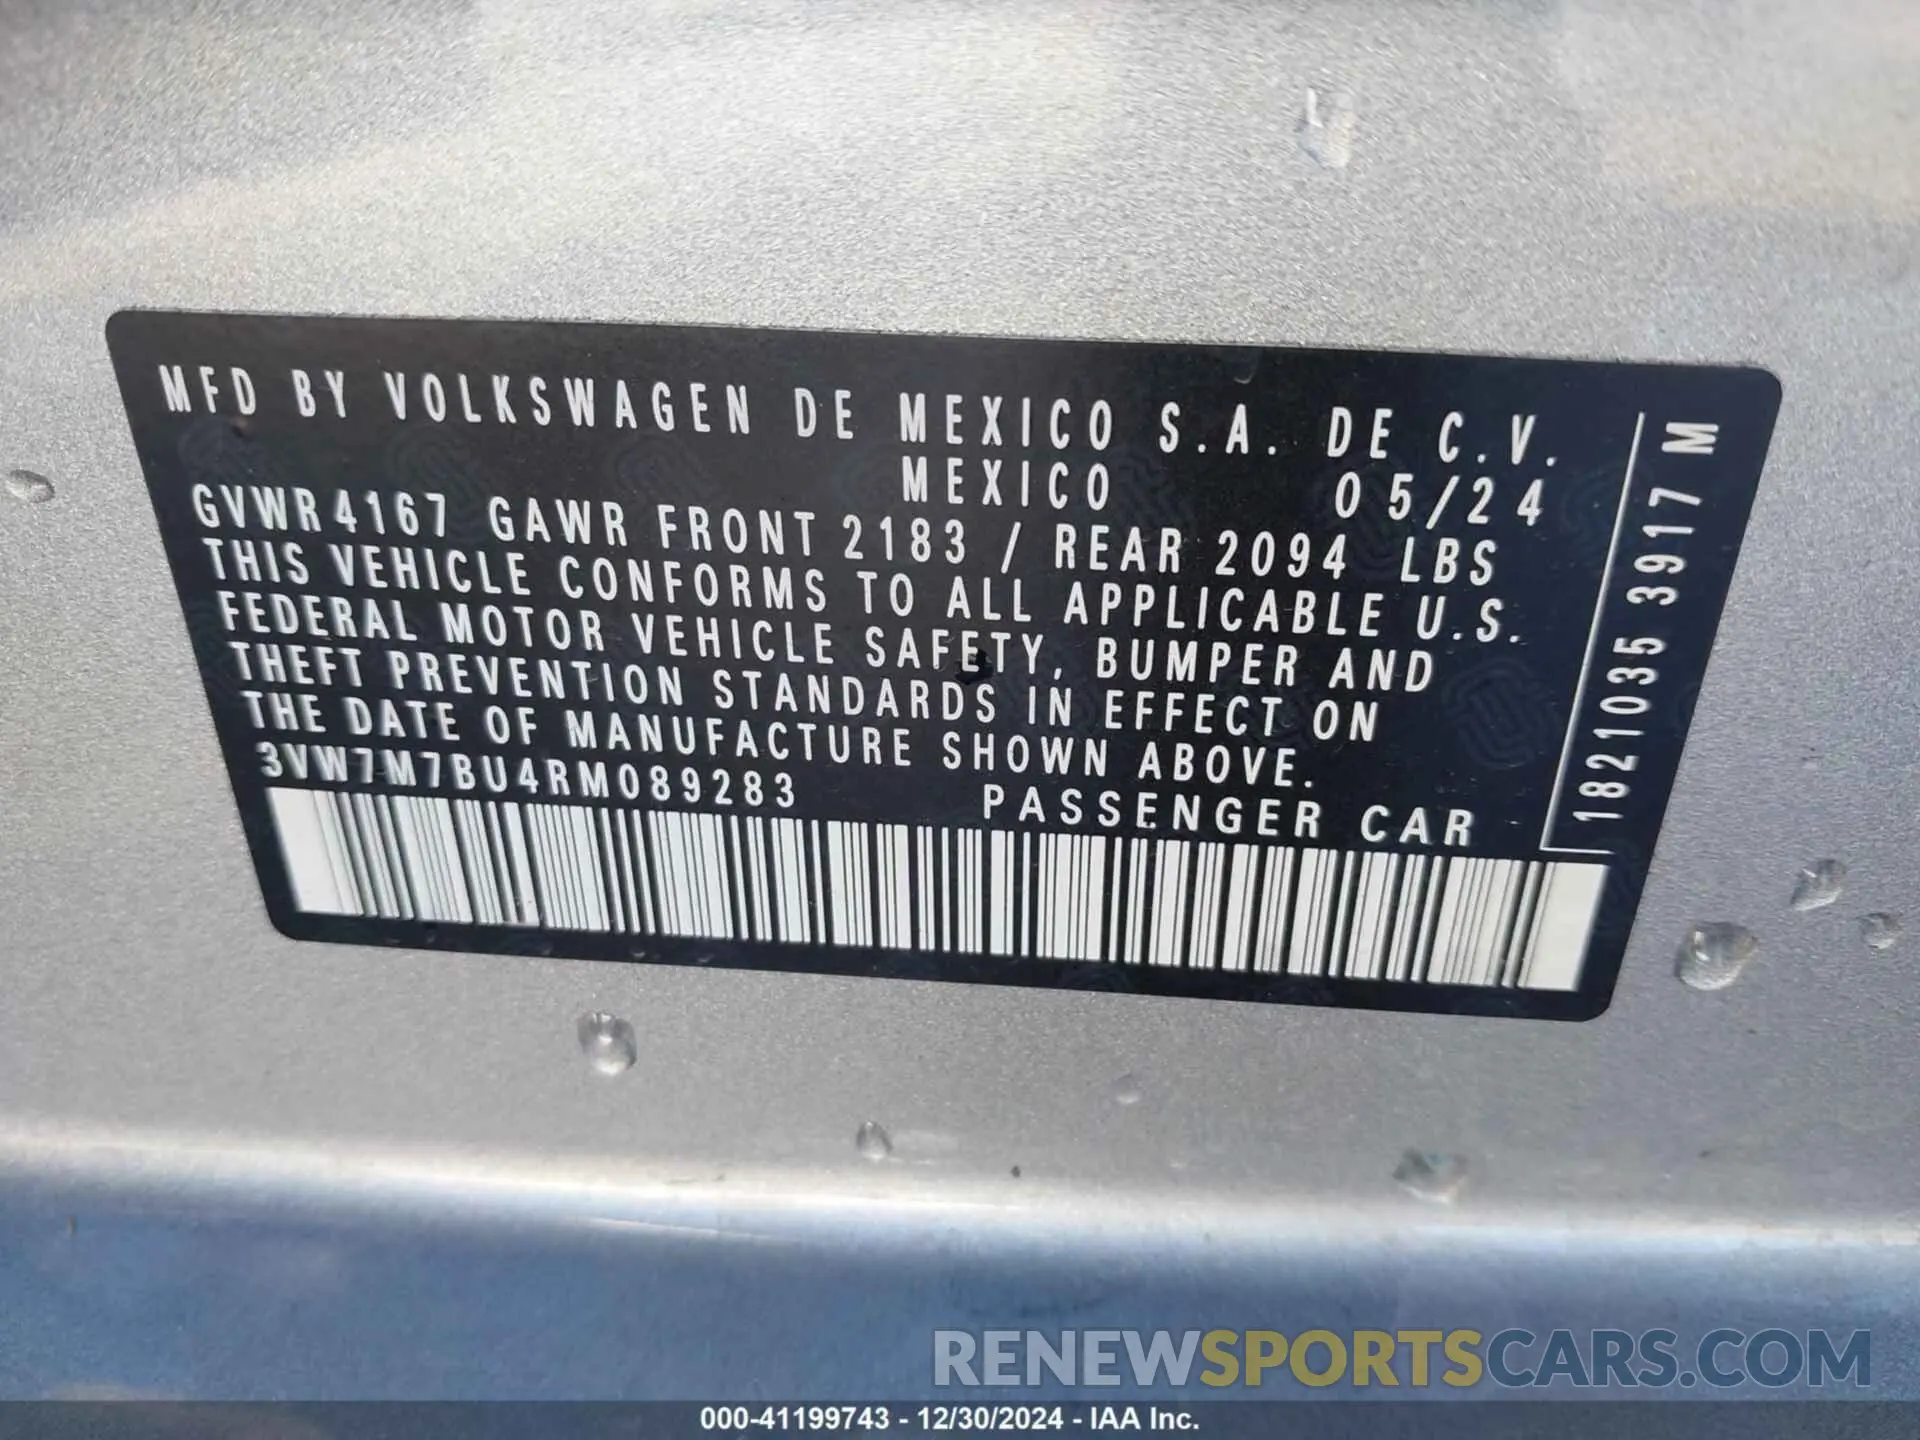 MFD BY VOLKSWAGEN DE MEXICO S.A. DE C.V.
MEXICO 05/24
GVWR 4167 GAWR FRONT 2183 / REAR 2094 LBS
THIS VEHICLE CONFORMS TO ALL APPLICABLE U.S.
FEDERAL MOTOR VEHICLE SAFETY, BUMPER AND
THEFT PREVENTION STANDARDS IN EFFECT ON
THE DATE OF MANUFACTURE SHOWN ABOVE.
3VW7M7BU4RM089283 PASSENGER CAR
1821035 3917 M
RENEWSPORTSCARS.COM
000-41199743 - 12/30/2024 - IAA Inc.